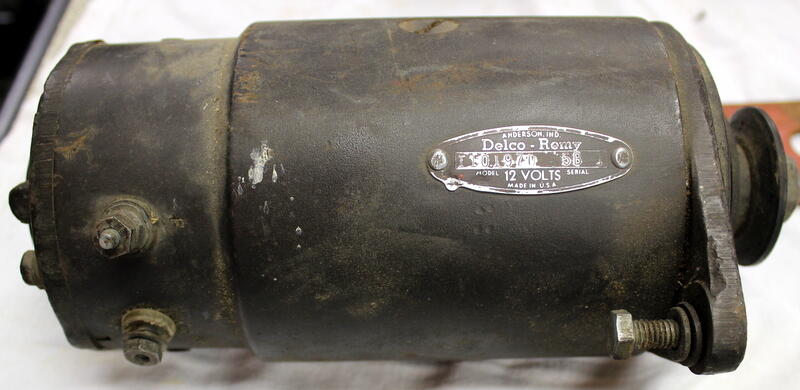 ANDERSON, IND.
Delco - Remy
MODEL 12 VOLTS SERIAL
MADE IN U.S.A.